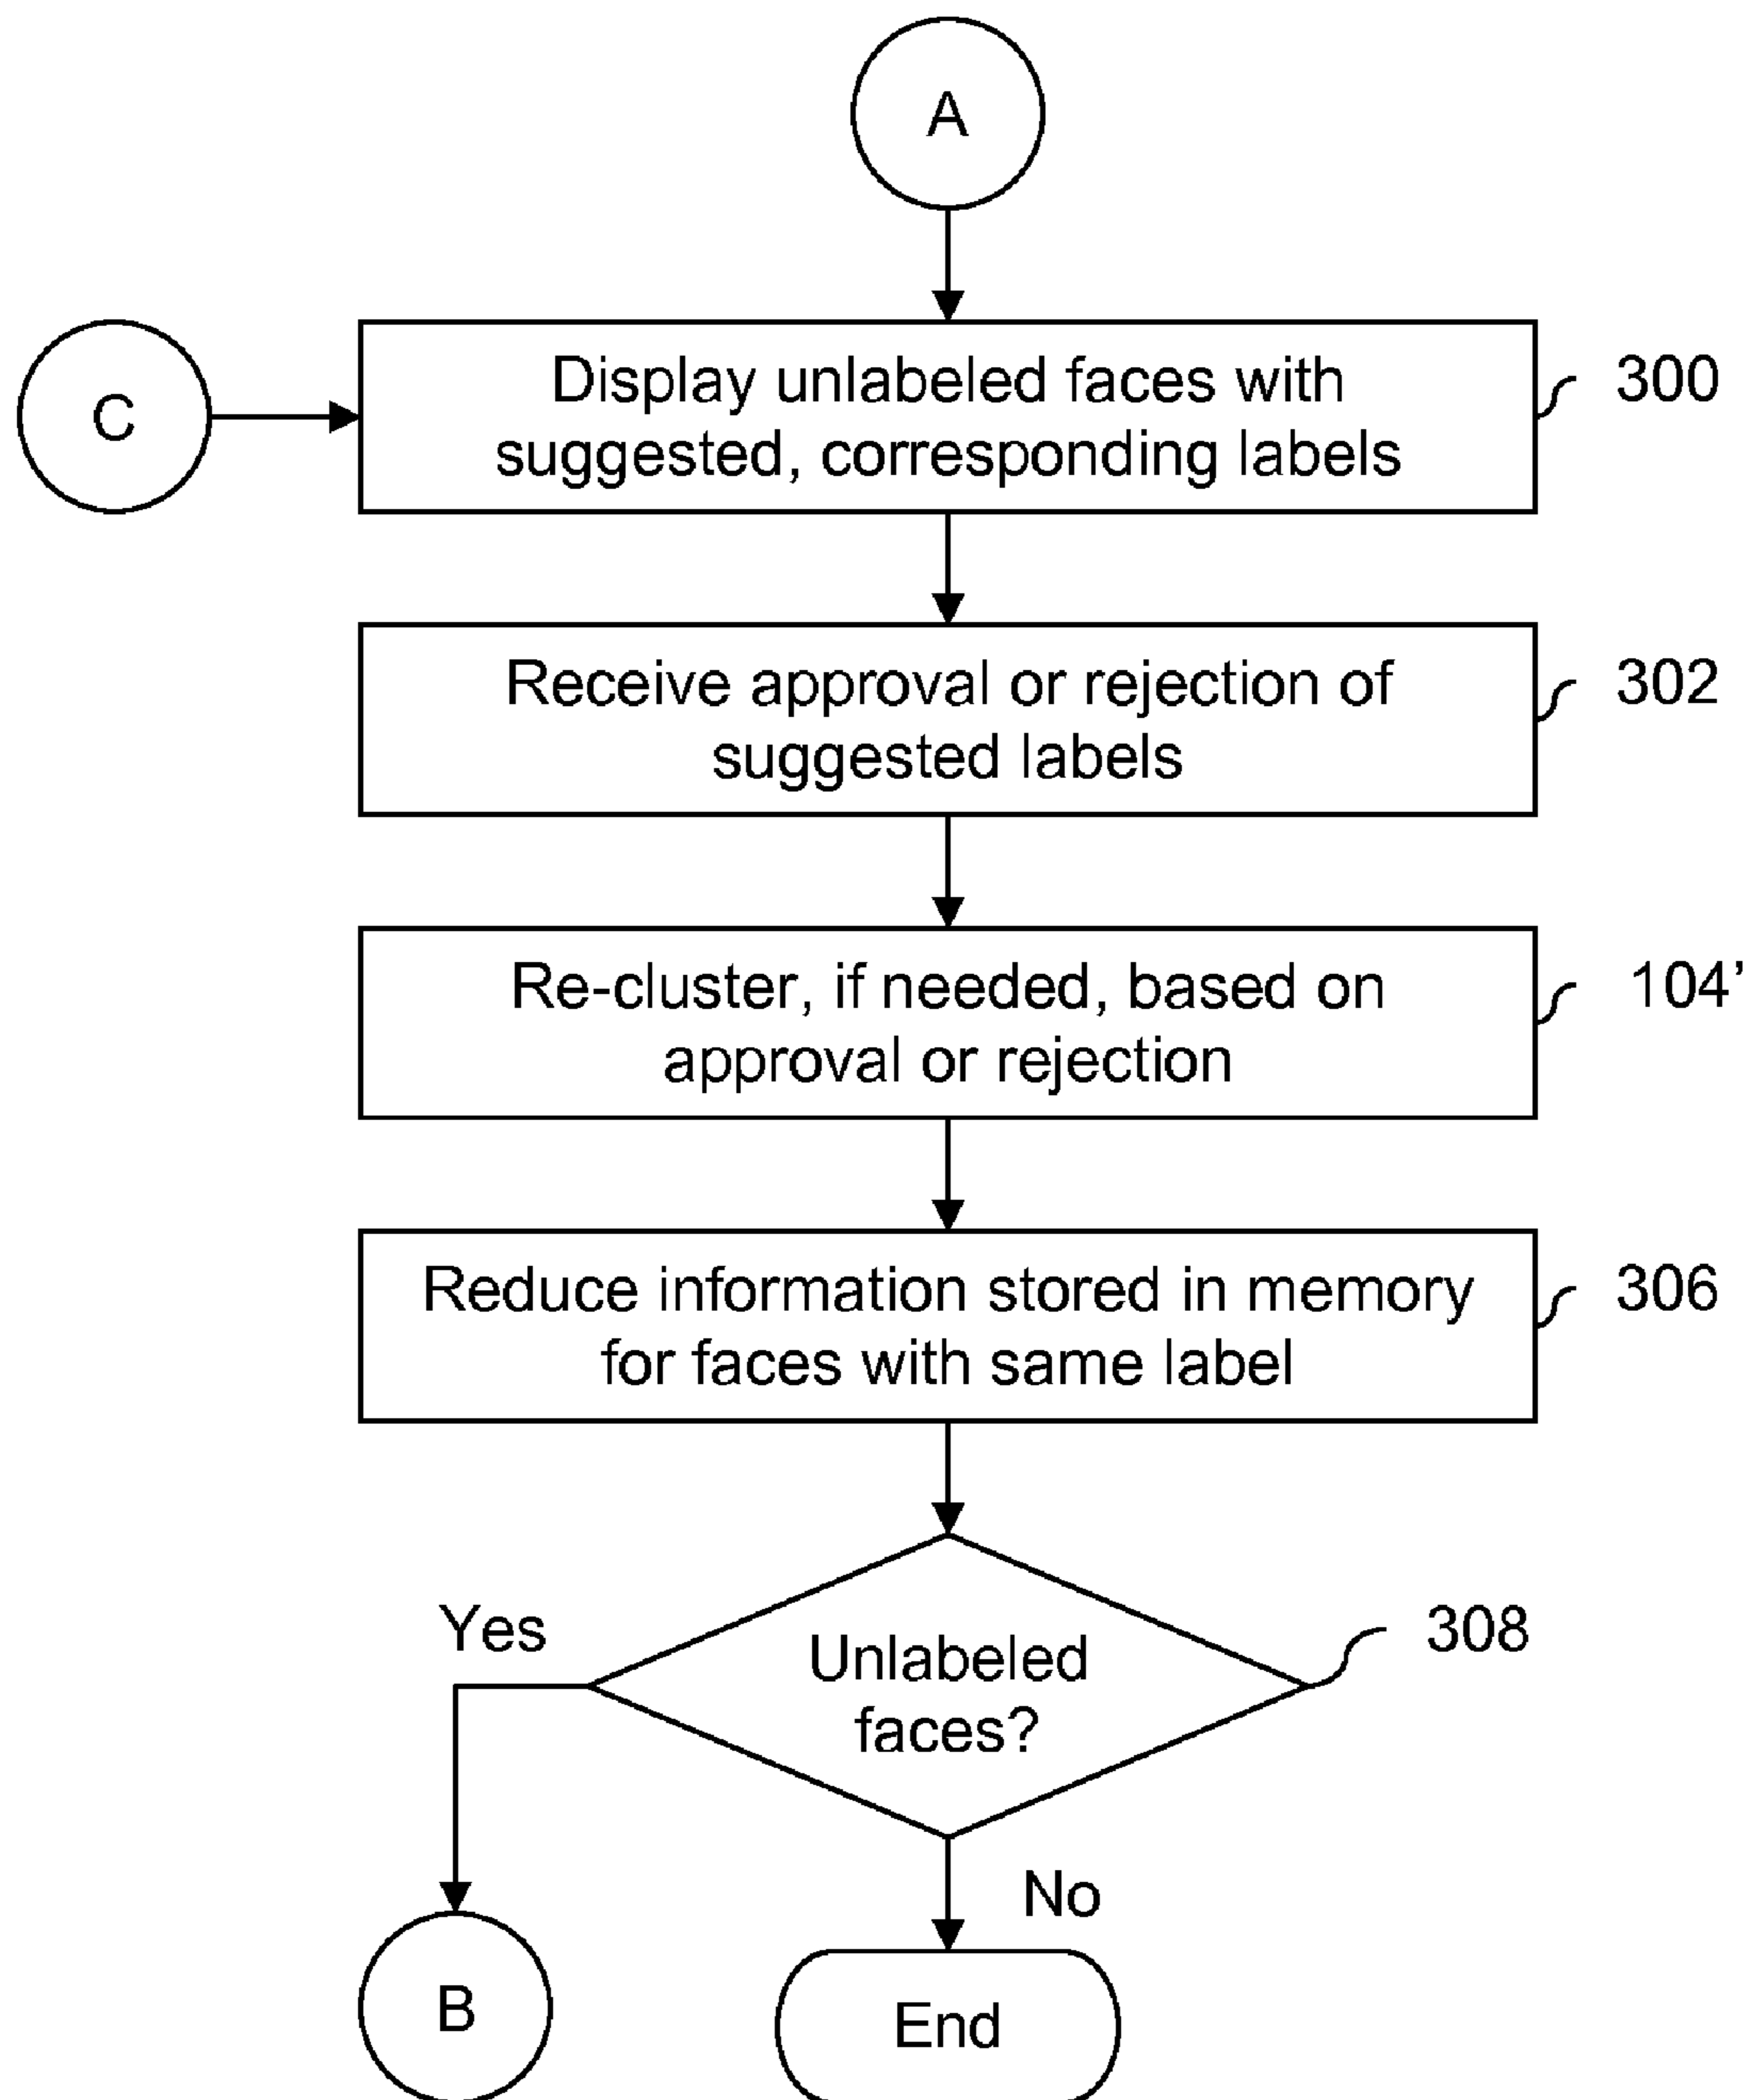 A
C
Display unlabeled faces with
suggested, corresponding labels
300
Receive approval or rejection of
suggested labels
302
Re-cluster, if needed, based on
approval or rejection
104’
Reduce information stored in memory
for faces with same label
306
Yes
Unlabeled
faces?
308
No
B
End